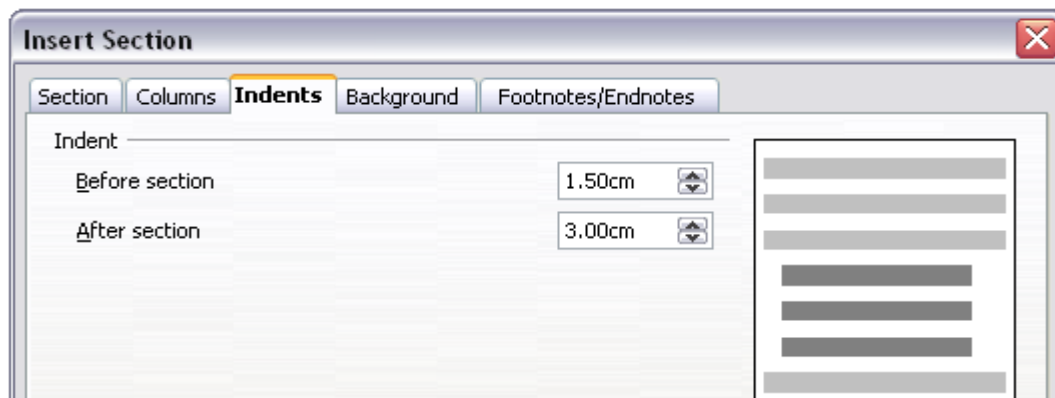 Insert Section
Section Columns Indents Background Footnotes/Endnotes
Indent
Before section 1.50cm
After section 3.00cm